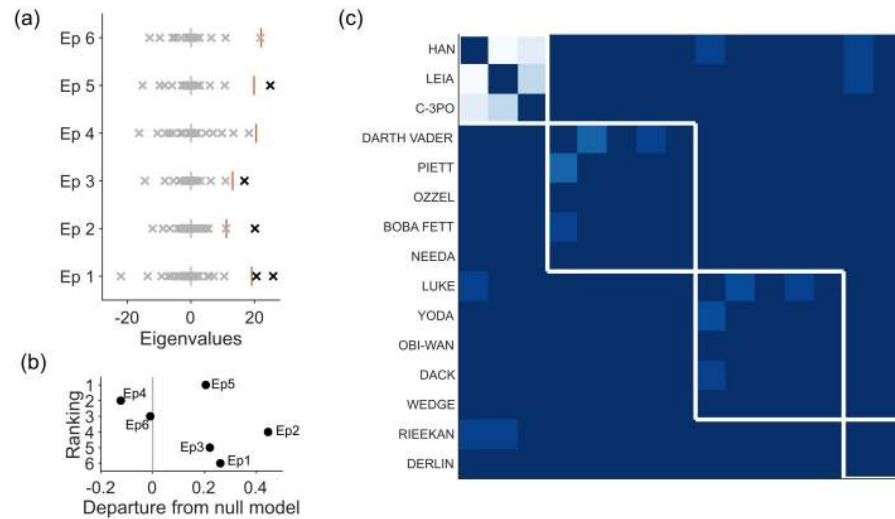 (a)
Ep 6
Ep 5
Ep 4
Ep 3
Ep 2
Ep 1
-20 0 20
Eigenvalues
(b)
Ranking
1
2
3
4
5
6
Ep5
Ep4
Ep6
Ep2
Ep3
Ep1
-0.2 0 0.2 0.4
Departure from null model
(c)
HAN
LEIA
C-3PO
DARTH VADER
PIETT
OZZEL
BOBA FETT
NEEDA
LUKE
YODA
OBI-WAN
DACK
WEDGE
RIEEKAN
DERLIN